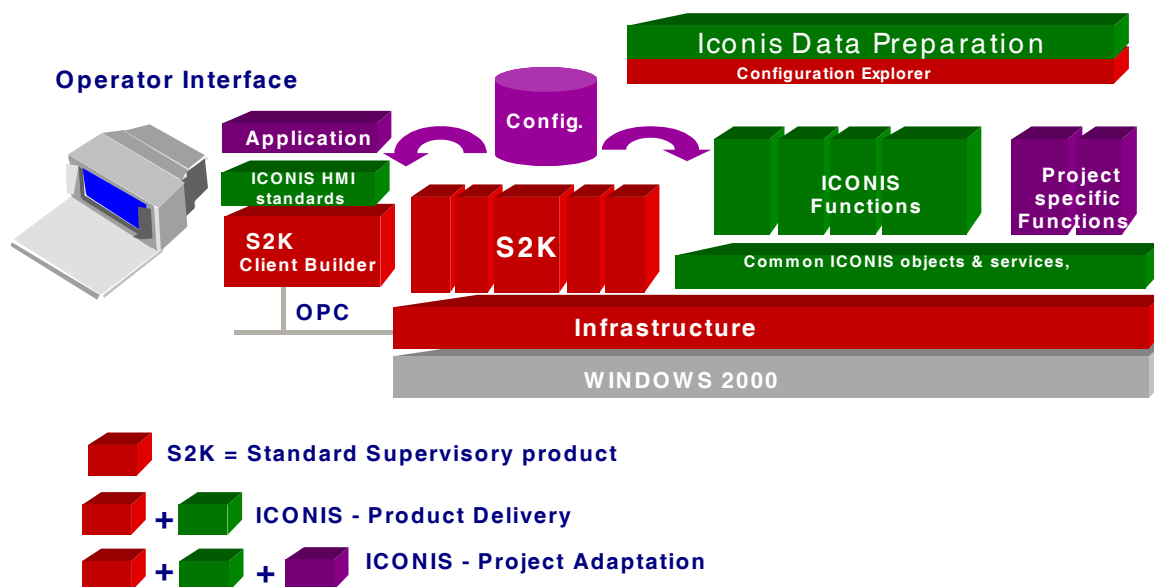 Iconis Data Preparation
Configuration Explorer
Operator Interface
Config.
Application
ICONIS HMI
standards
S2K
Client Builder
S2K
ICONIS
Functions
Project
specific
Functions
Common ICONIS objects & services,
OPC
Infrastructure
WINDOWS 2000
S2K = Standard Supervisory product
+ ICONIS - Product Delivery
+ + ICONIS - Project Adaptation